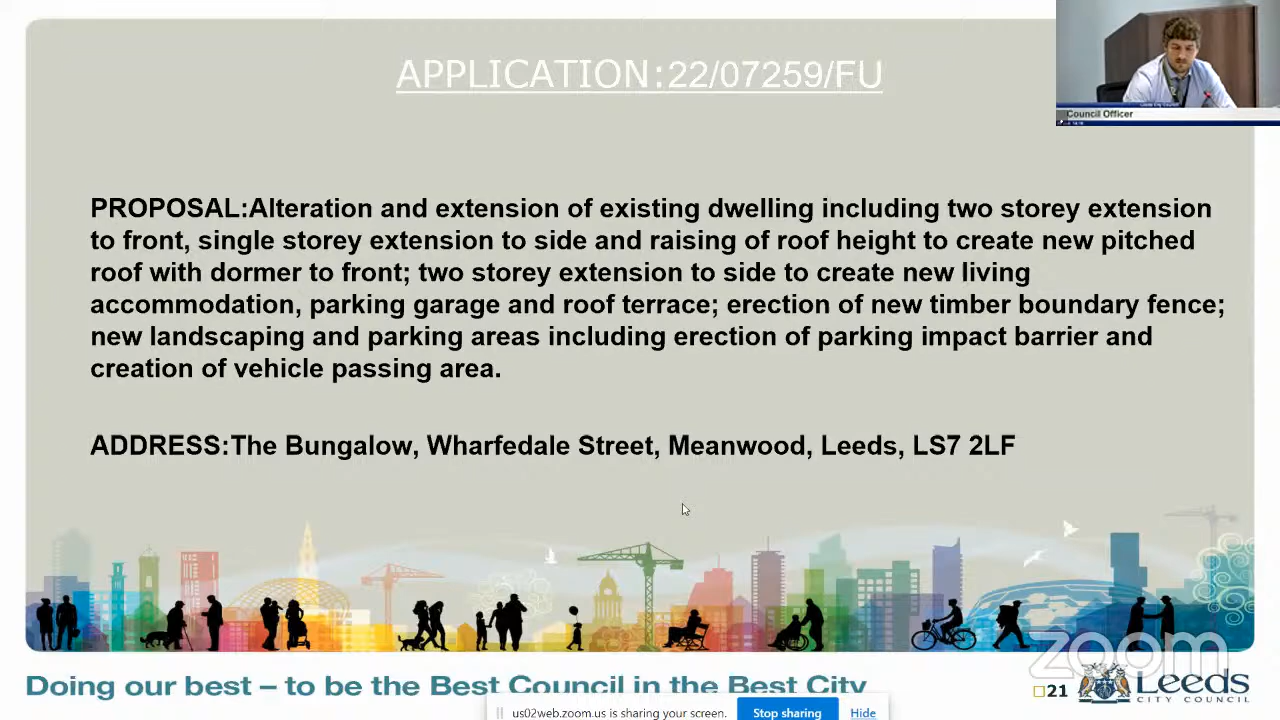 APPLICATION:22/07259/FU
Council Officer
PROPOSAL:Alteration and extension of existing dwelling including two storey extension
to front, single storey extension to side and raising of roof height to create new pitched
roof with dormer to front; two storey extension to side to create new living
accommodation, parking garage and roof terrace; erection of new timber boundary fence;
new landscaping and parking areas including erection of parking impact barrier and
creation of vehicle passing area.
ADDRESS:The Bungalow, Wharfedale Street, Meanwood, Leeds, LS7 2LF
zoom
Doing our best – to be the Best Council in the Best City
21
Leeds
CITY COUNCIL
us02web.zoom.us is sharing your screen.
Stop sharing
Hide